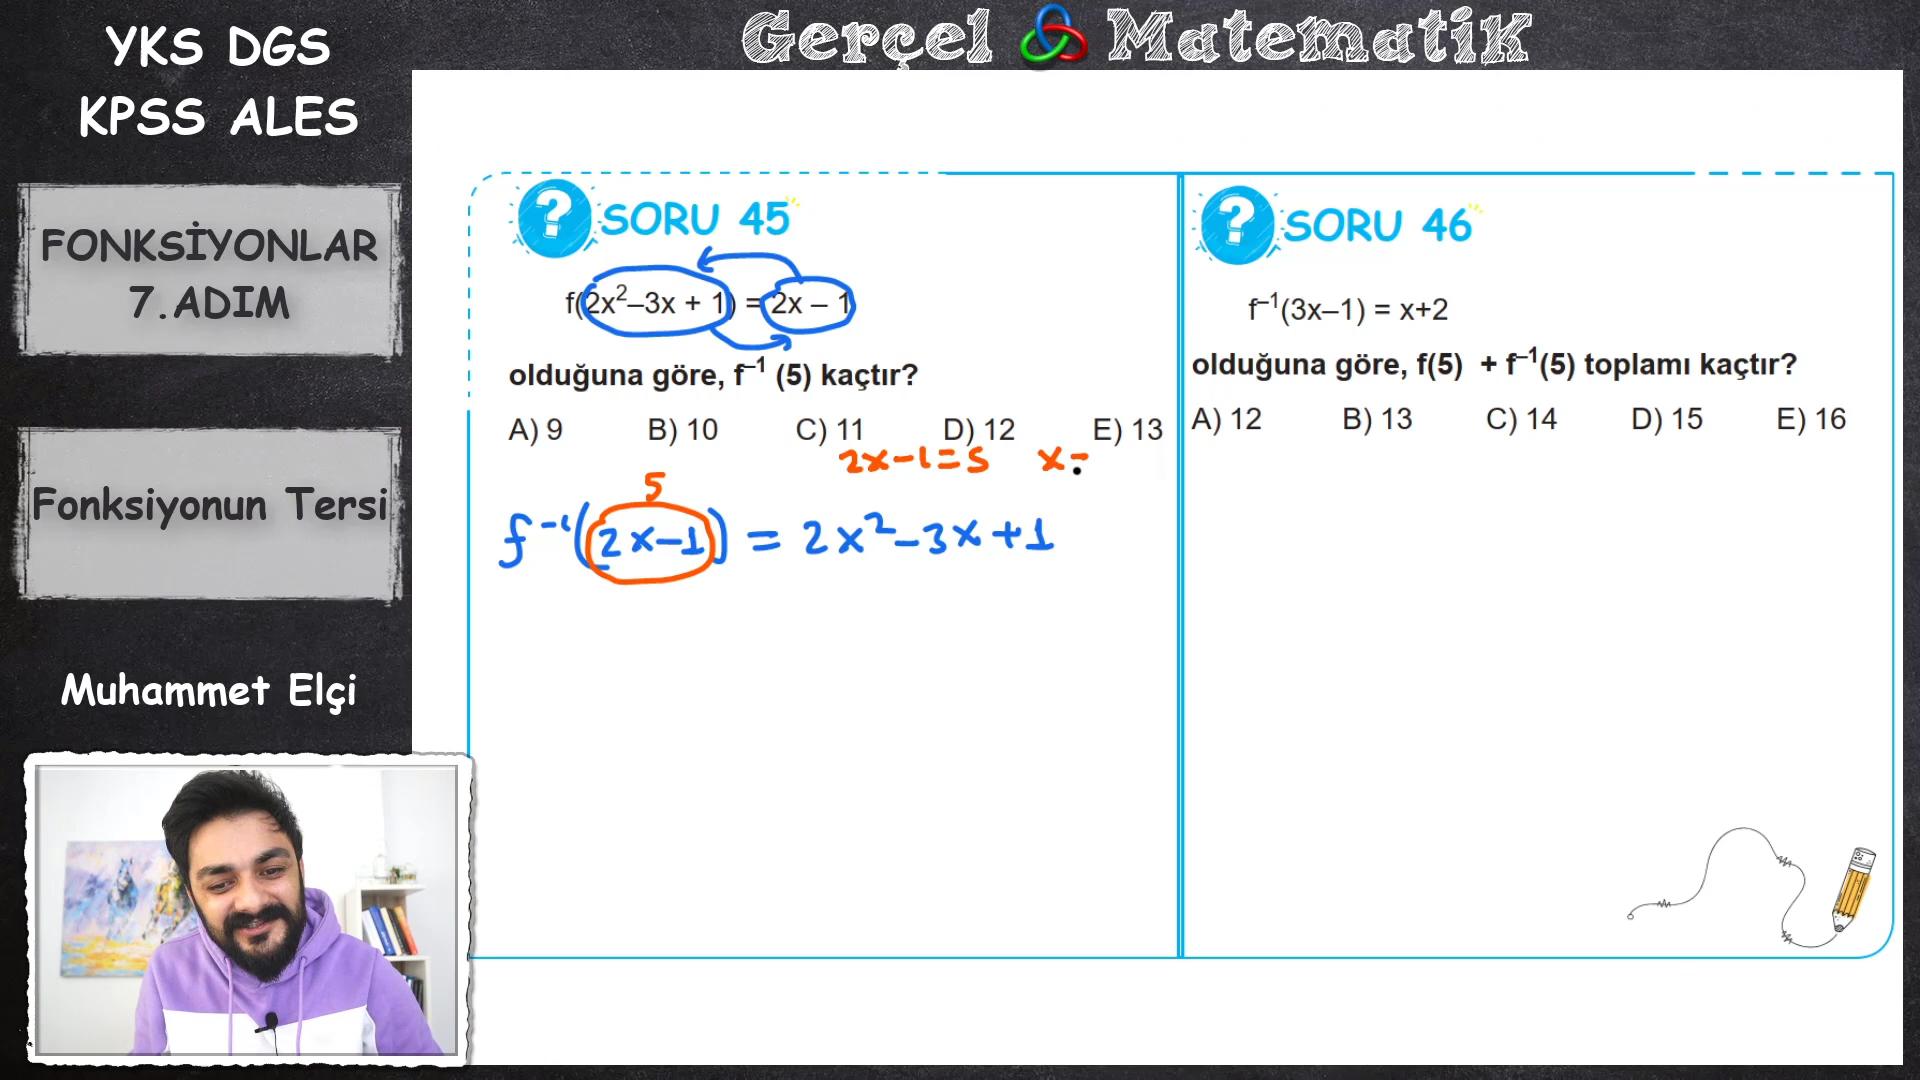 YKS DGS
KPSS ALES
Gerçel Matematik
FONKSİYONLAR
7. ADIM
Fonksiyonun Tersi
Muhammet Elçi
? SORU 45
f(2x²–3x + 1) = 2x – 1
olduğuna göre, f⁻¹ (5) kaçtır?
A) 9 B) 10 C) 11 D) 12 E) 13
2x-1=5 x=
5
f⁻¹(2x-1) = 2x²-3x+1
? SORU 46
f⁻¹(3x–1) = x+2
olduğuna göre, f(5) + f⁻¹(5) toplamı kaçtır?
A) 12 B) 13 C) 14 D) 15 E) 16